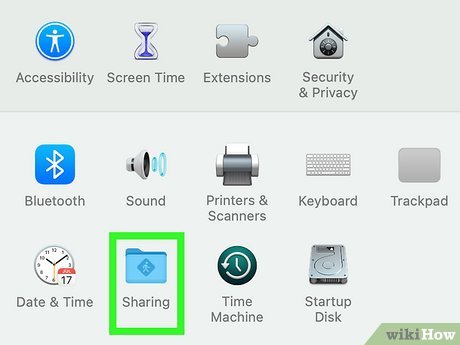 Accessibility
Screen Time
Extensions
Security
& Privacy
Bluetooth
Sound
Printers &
Scanners
Keyboard
Trackpad
JUL
17
Date & Time
Sharing
Time
Machine
Startup
Disk
wikiHow